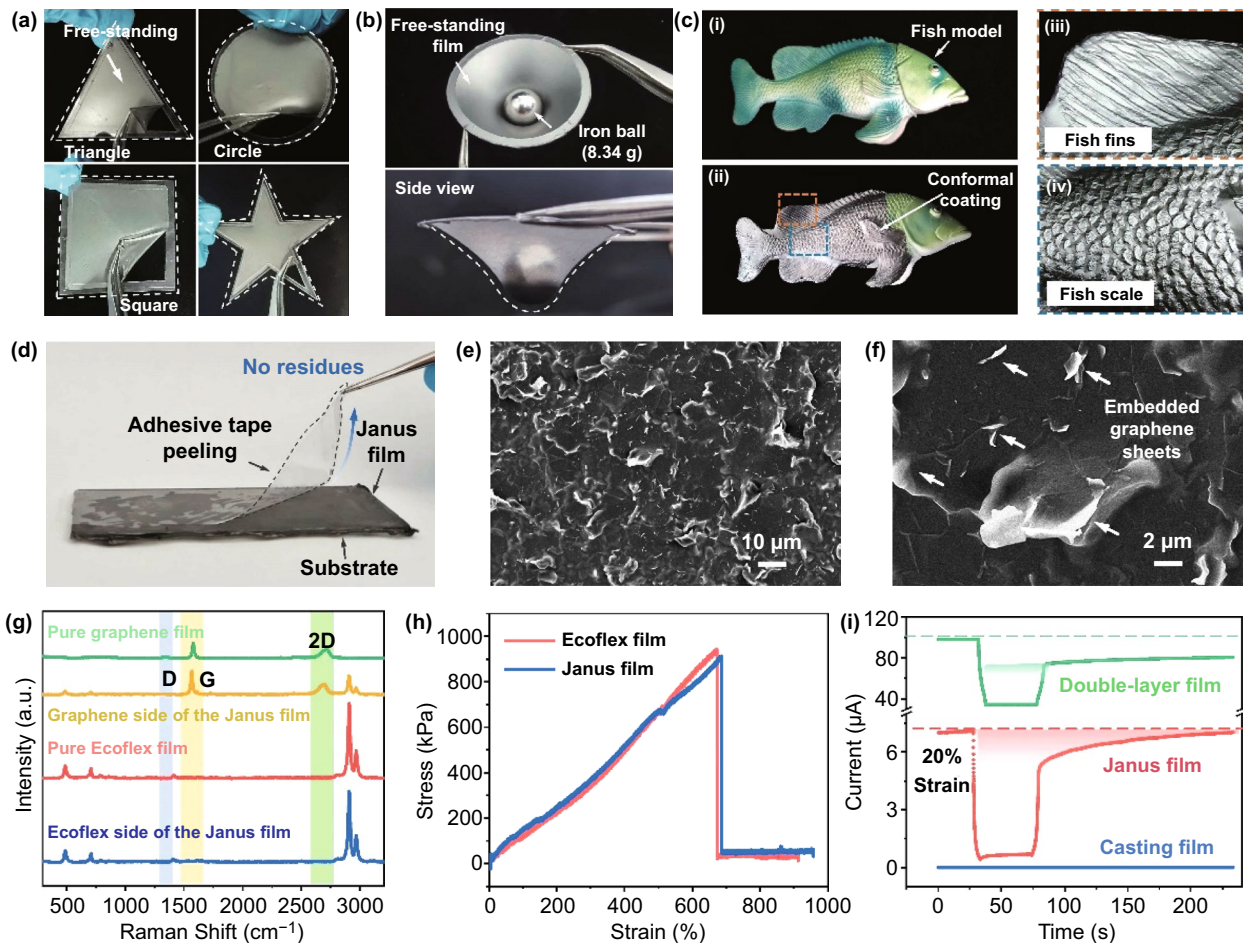 (a)
Free-standing
Triangle
Circle
Square
(b)
Free-standing
film
Iron ball
(8.34 g)
Side view
(c)
(i)
Fish model
(ii)
Conformal
coating
(iii)
Fish fins
(iv)
Fish scale
(d)
No residues
Adhesive tape
peeling
Janus
film
Substrate
(e)
10 μm
(f)
Embedded
graphene
sheets
2 μm
(g)
Pure graphene film
2D
D
G
Graphene side of the Janus film
Pure Ecoflex film
Ecoflex side of the Janus film
Intensity (a.u.)
500 1000 1500 2000 2500 3000
Raman Shift (cm⁻¹)
(h)
Ecoflex film
Janus film
Stress (kPa)
1000
800
600
400
200
0
0 200 400 600 800 1000
Strain (%)
(i)
120
80
40
6
3
0
Current (μA)
Double-layer film
20%
Strain
Janus film
Casting film
0 50 100 150 200
Time (s)